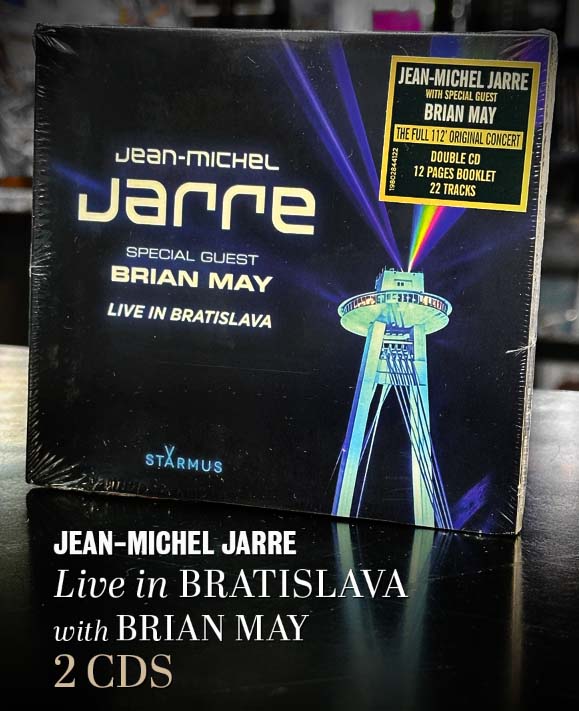 JEAN-MICHEL JARRE
WITH SPECIAL GUEST
BRIAN MAY
THE FULL 112' ORIGINAL CONCERT
DOUBLE CD
12 PAGES BOOKLET
22 TRACKS
19802844122
Jean-michel
Jarre
SPECIAL GUEST
BRIAN MAY
LIVE IN BRATISLAVA
STARMUS
JEAN-MICHEL JARRE
Live in BRATISLAVA
with BRIAN MAY
2 CDS